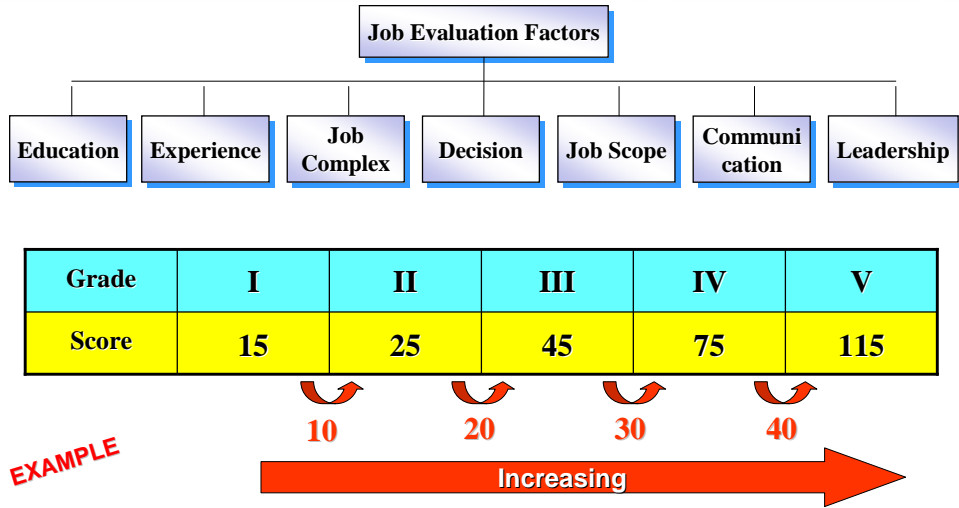 Job Evaluation Factors
Education
Experience
Job
Complex
Decision
Job Scope
Communi
cation
Leadership
Grade I II III IV V
Score 15 25 45 75 115
10 20 30 40
EXAMPLE
Increasing